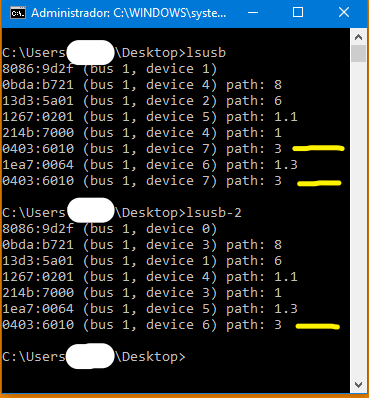 Administrador: C:\WINDOWS\syste...
C:\Users\Desktop>lsusb
8086:9d2f (bus 1, device 1)
0bda:b721 (bus 1, device 4) path: 8
13d3:5a01 (bus 1, device 2) path: 6
1267:0201 (bus 1, device 5) path: 1.1
214b:7000 (bus 1, device 4) path: 1
0403:6010 (bus 1, device 7) path: 3
1ea7:0064 (bus 1, device 6) path: 1.3
0403:6010 (bus 1, device 7) path: 3
C:\Users\Desktop>lsusb-2
8086:9d2f (bus 1, device 0)
0bda:b721 (bus 1, device 3) path: 8
13d3:5a01 (bus 1, device 1) path: 6
1267:0201 (bus 1, device 4) path: 1.1
214b:7000 (bus 1, device 3) path: 1
1ea7:0064 (bus 1, device 5) path: 1.3
0403:6010 (bus 1, device 6) path: 3
C:\Users\Desktop>